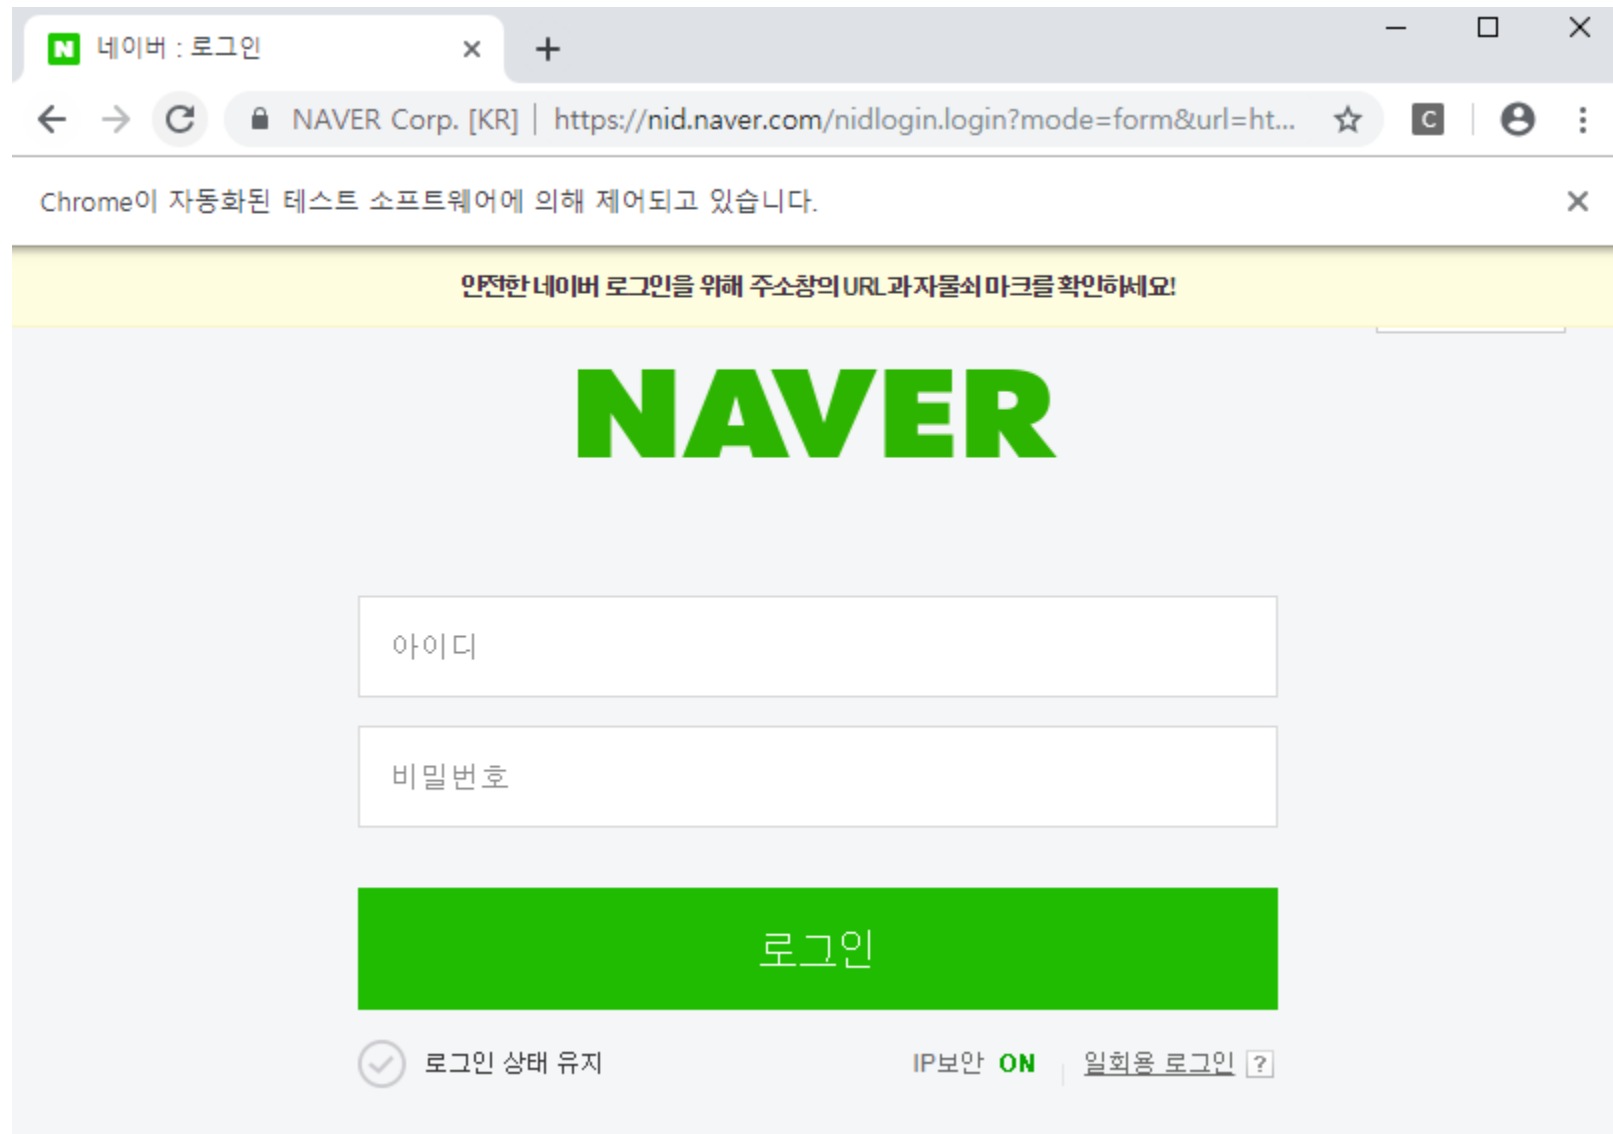 네이버 : 로그인
NAVER Corp. [KR] | https://nid.naver.com/nidlogin.login?mode=form&url=ht...
C
Chrome이 자동화된 테스트 소프트웨어에 의해 제어되고 있습니다.
안전한 네이버 로그인을 위해 주소창의 URL과 자물쇠 마크를 확인하세요!
NAVER
아이디
비밀번호
로그인
로그인 상태 유지 IP보안 ON 일회용 로그인 ?